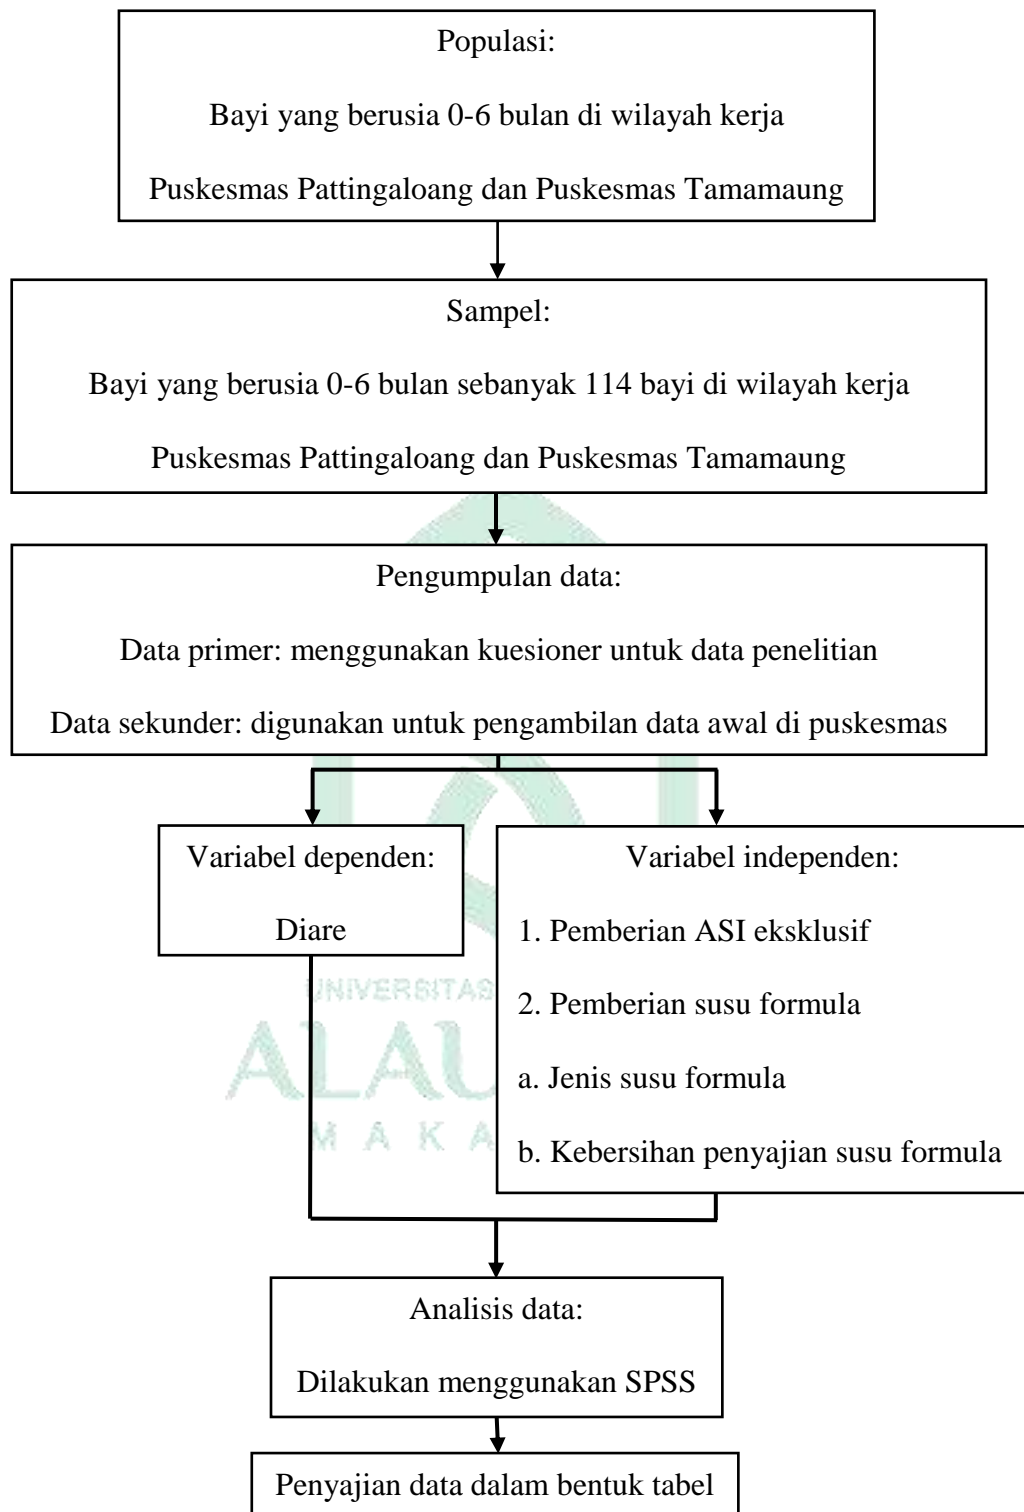 Populasi:
Bayi yang berusia 0-6 bulan di wilayah kerja
Puskesmas Pattingaloang dan Puskesmas Tamamaung
Sampel:
Bayi yang berusia 0-6 bulan sebanyak 114 bayi di wilayah kerja
Puskesmas Pattingaloang dan Puskesmas Tamamaung
Pengumpulan data:
Data primer: menggunakan kuesioner untuk data penelitian
Data sekunder: digunakan untuk pengambilan data awal di puskesmas
Variabel dependen:
Diare
Variabel independen:
1. Pemberian ASI eksklusif
2. Pemberian susu formula
a. Jenis susu formula
b. Kebersihan penyajian susu formula
UNIVERSITAS
ALAU
MAKA
Analisis data:
Dilakukan menggunakan SPSS
Penyajian data dalam bentuk tabel